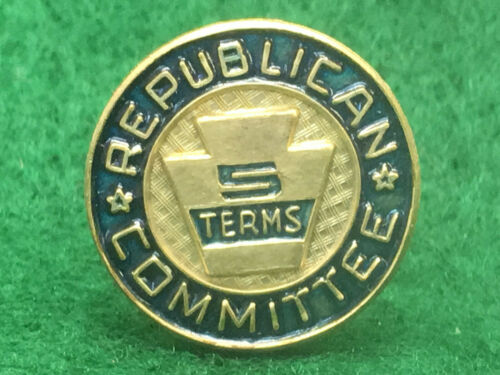 REPUBLICAN
5
TERMS
COMMITTEE